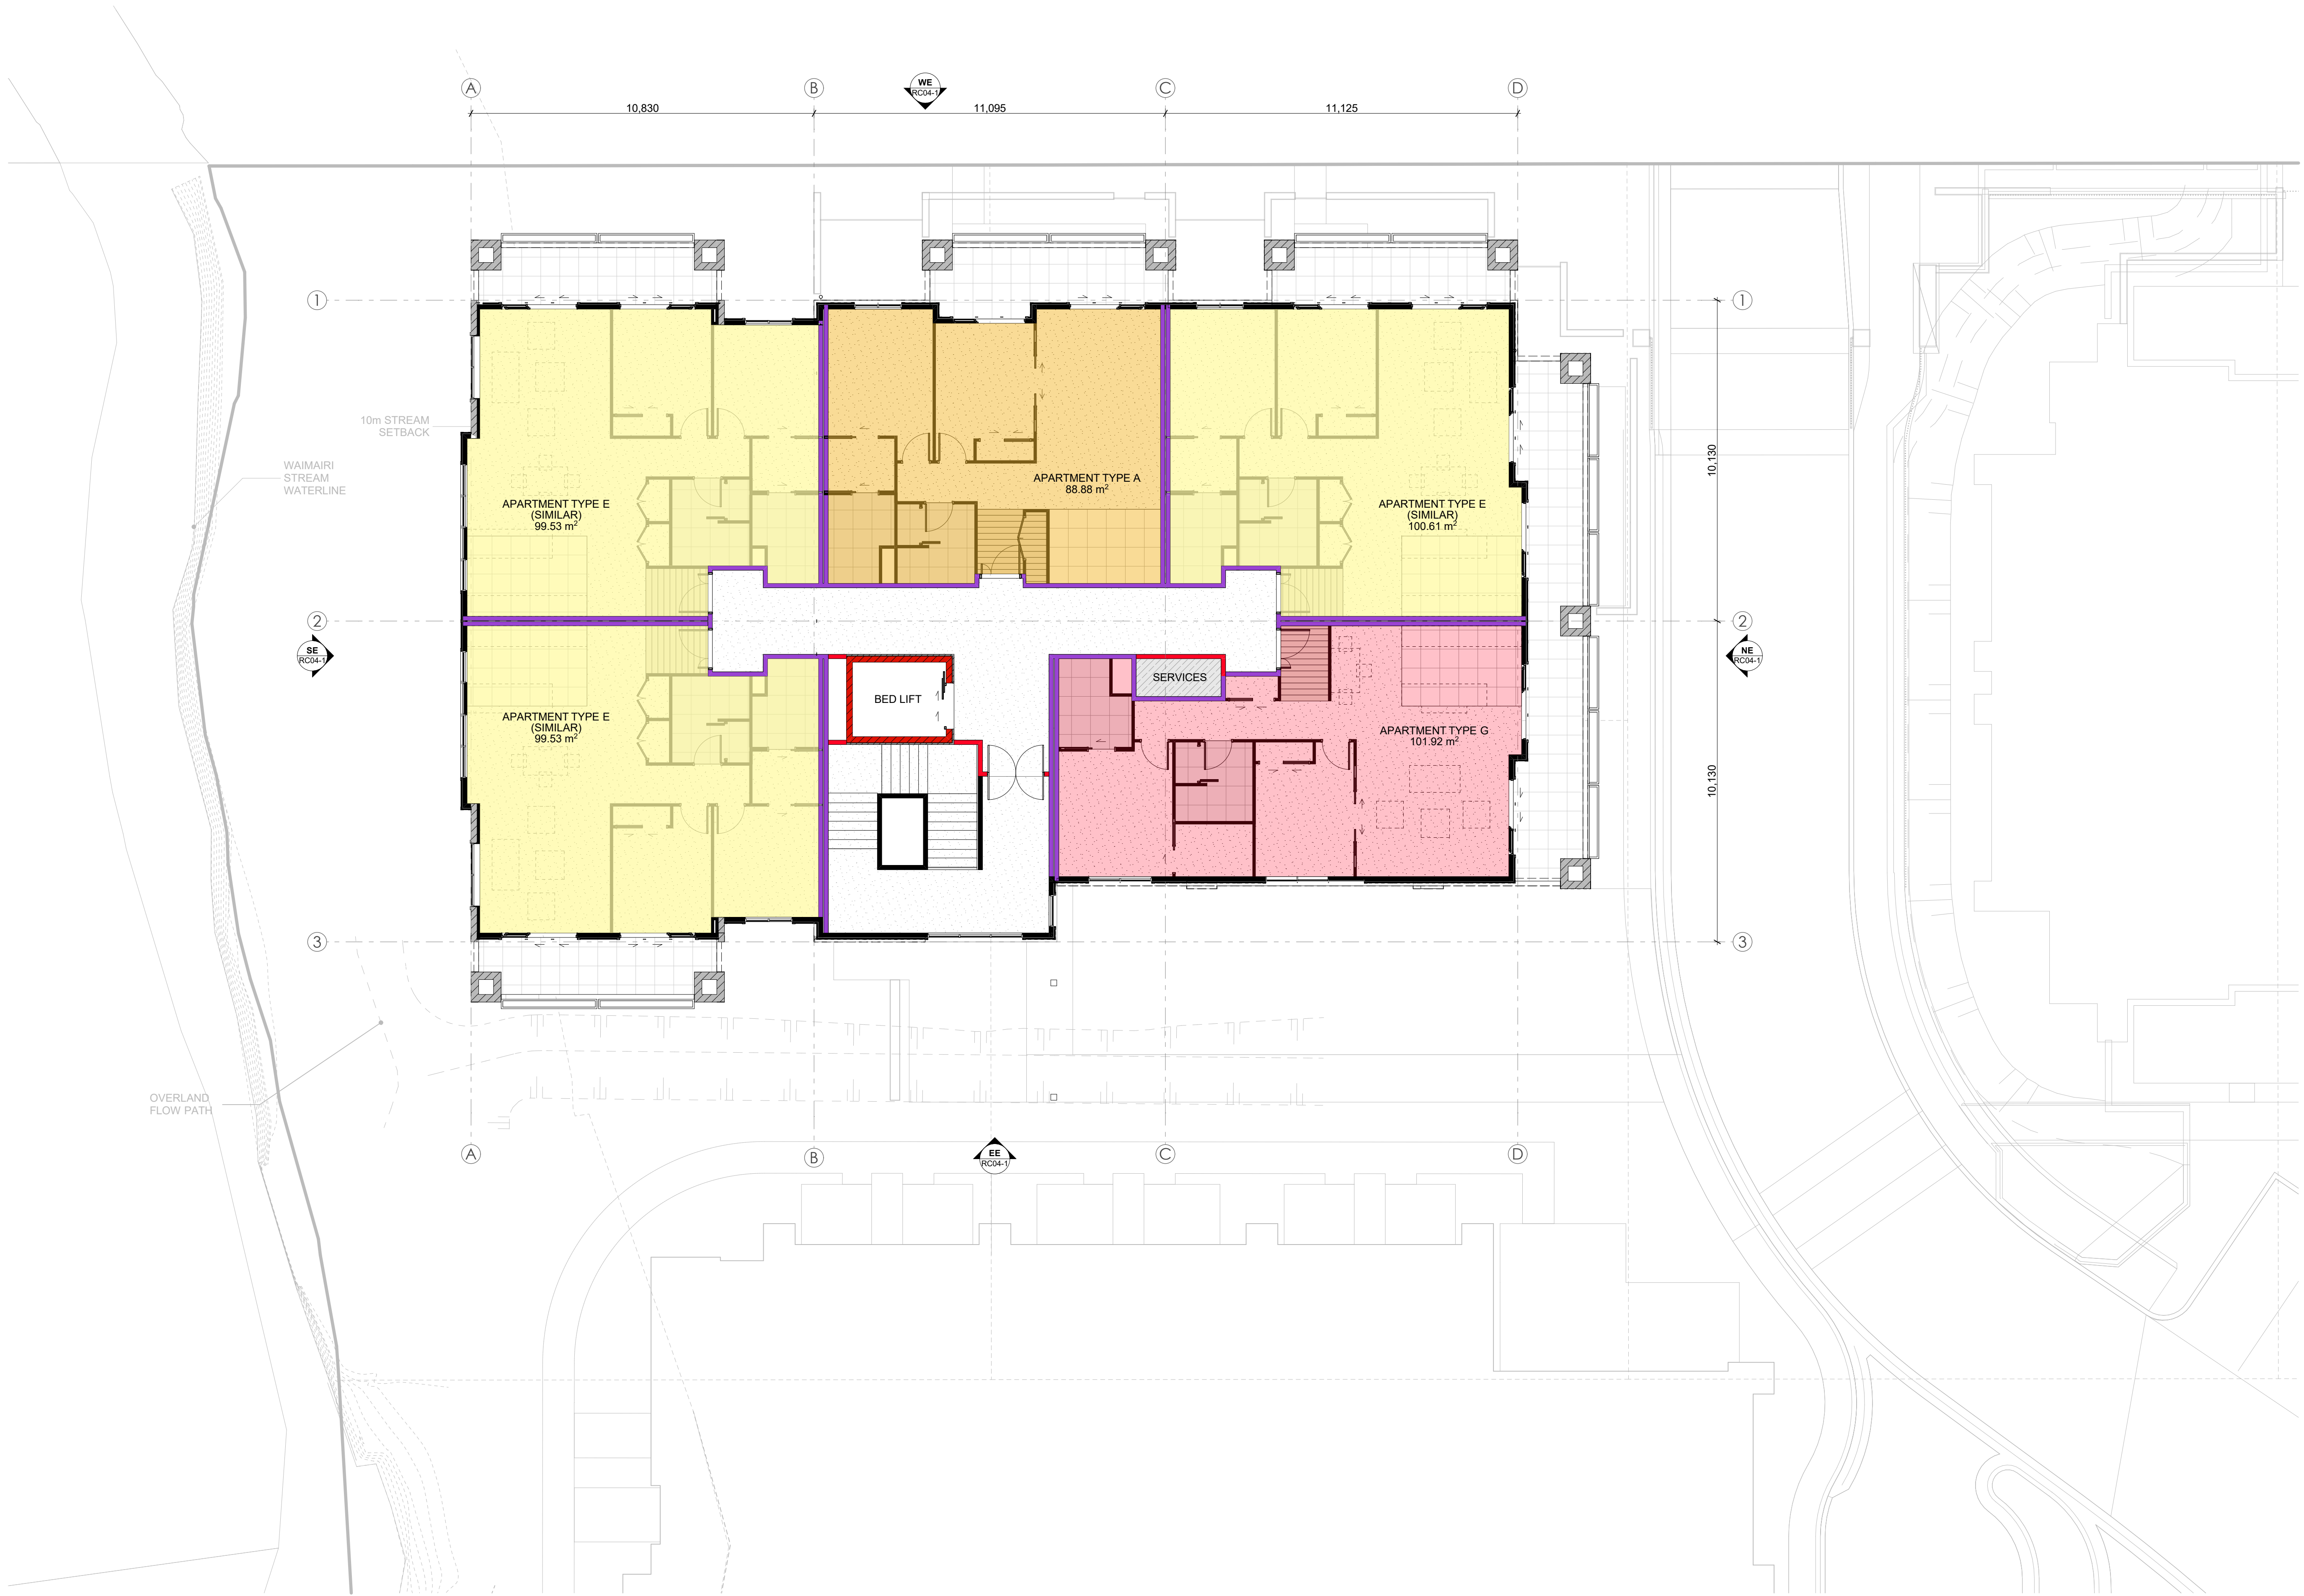 A
B
WE
RC04-1
C
D
10,830
11,095
11,125
1
1
10m STREAM
SETBACK
WAIMAIRI
STREAM
WATERLINE
10,130
APARTMENT TYPE A
88.88 m²
APARTMENT TYPE E
(SIMILAR)
99.53 m²
APARTMENT TYPE E
(SIMILAR)
100.61 m²
2
2
SE
RC04-1
NE
RC04-1
SERVICES
BED LIFT
APARTMENT TYPE E
(SIMILAR)
99.53 m²
APARTMENT TYPE G
101.92 m²
10,130
3
3
OVERLAND
FLOW PATH
A
B
EE
RC04-1
C
D